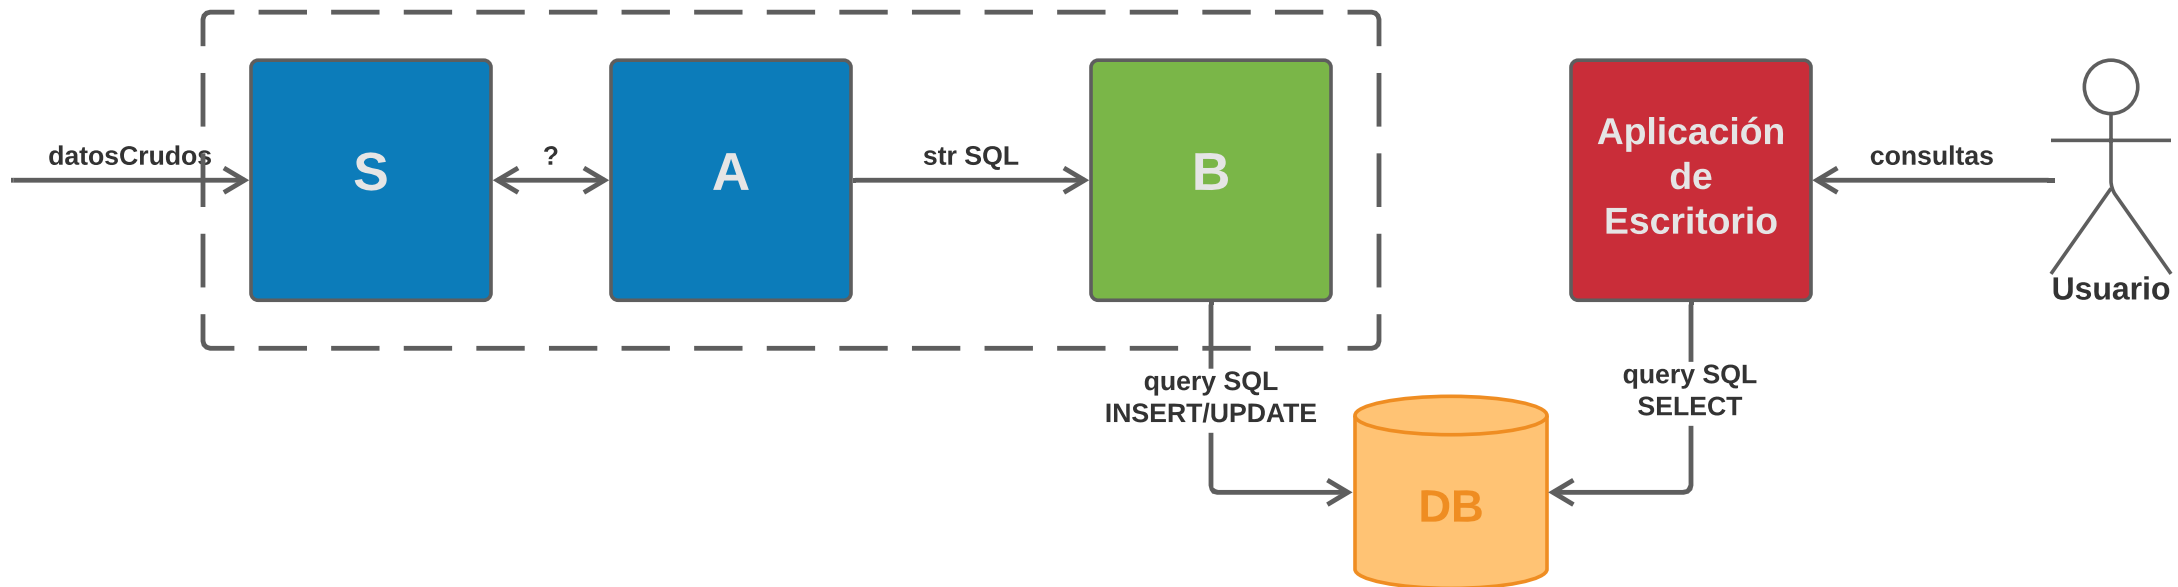 datosCrudos
S
?
A
str SQL
B
Aplicación
de
Escritorio
consultas
Usuario
query SQL
INSERT/UPDATE
query SQL
SELECT
DB